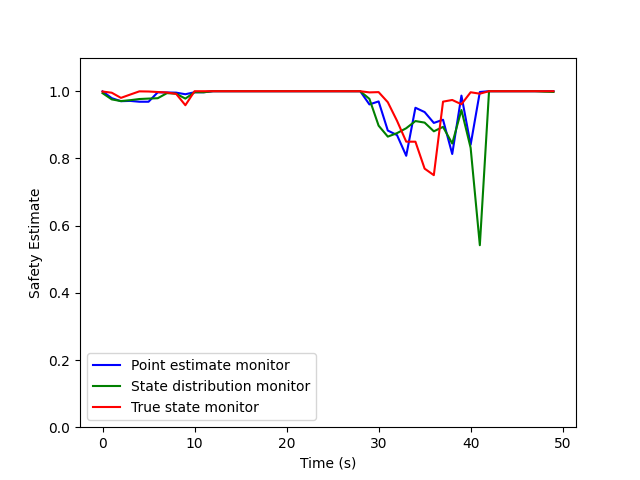 1.0
0.8
0.6
0.4
0.2
0.0
Safety Estimate
Point estimate monitor
State distribution monitor
True state monitor
0 10 20 30 40 50
Time (s)